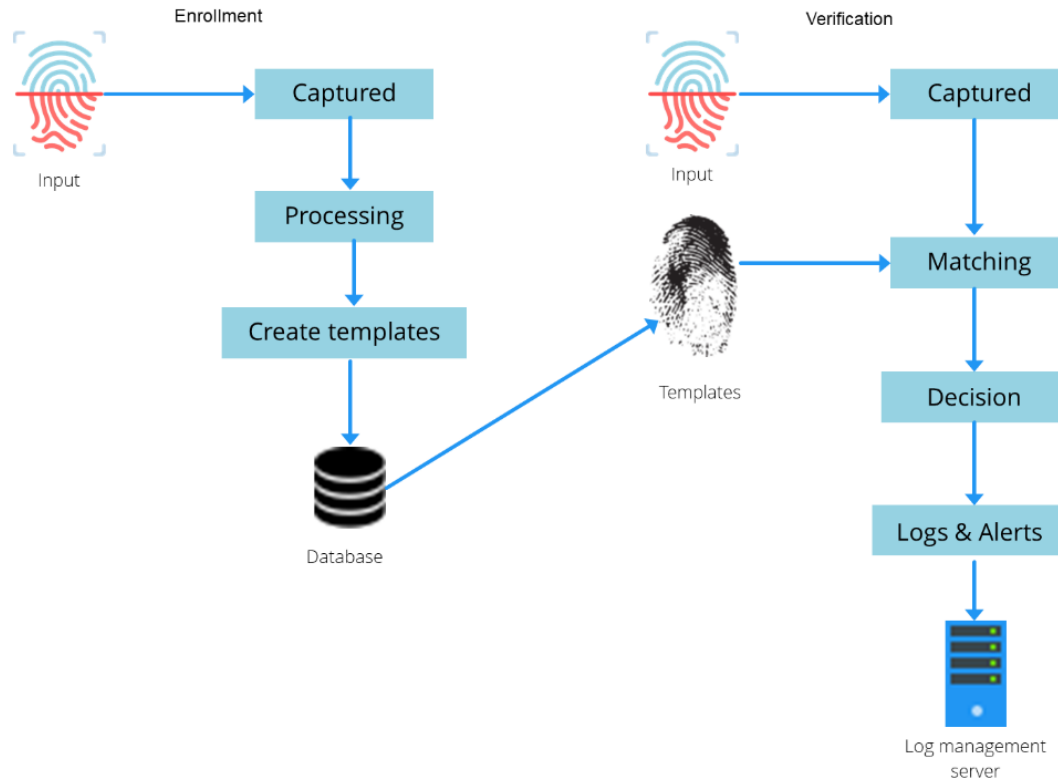 Enrollment
Captured
Input
Processing
Create templates
Database
Verification
Captured
Input
Matching
Templates
Decision
Logs & Alerts
Log management
server